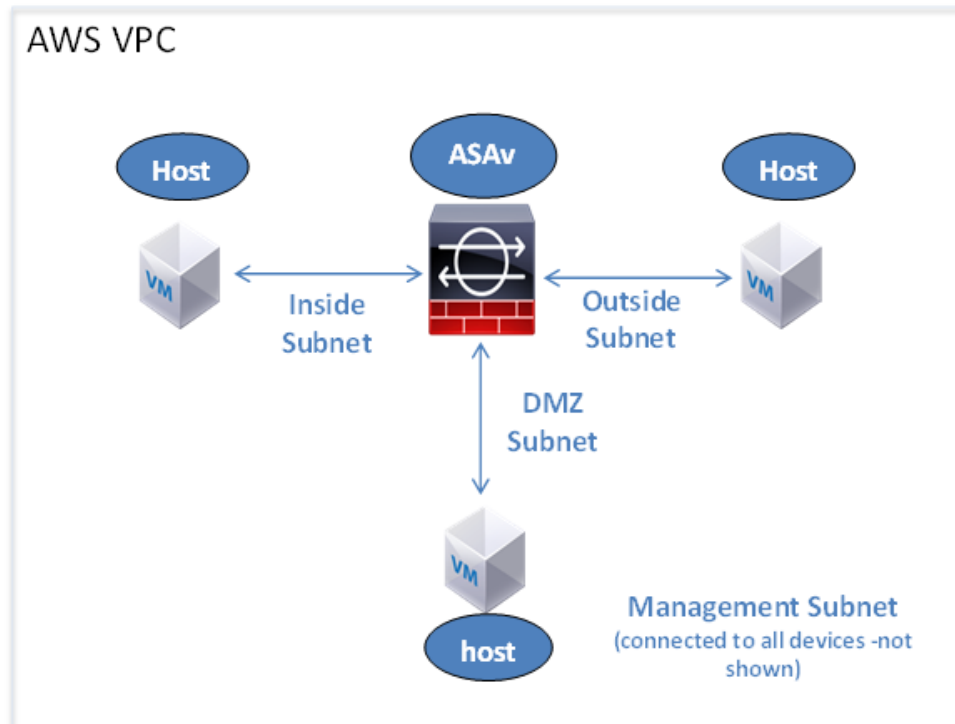 AWS VPC
Host
ASAv
Host
VM
VM
Inside
Subnet
Outside
Subnet
DMZ
Subnet
VM
host
Management Subnet
(connected to all devices -not
shown)